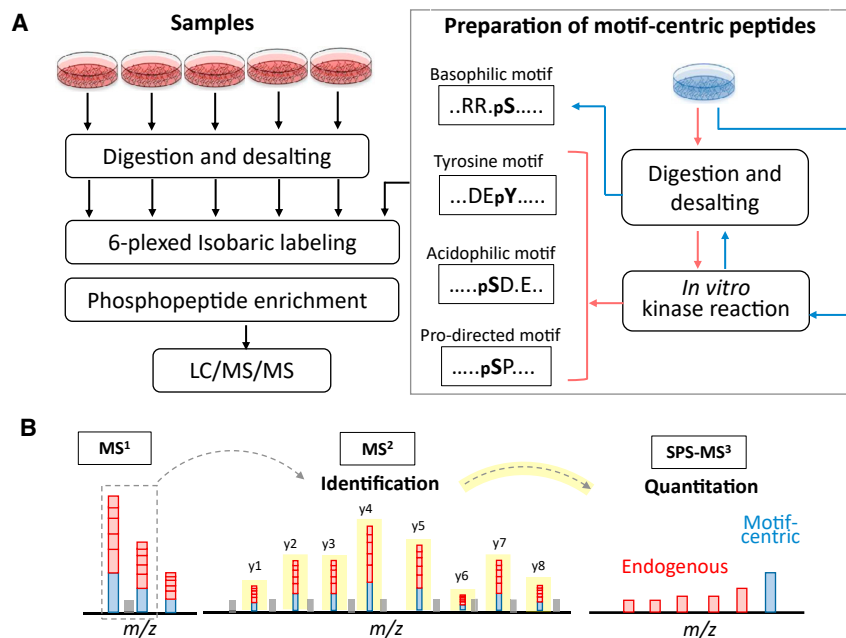 A
Samples
Digestion and desalting
6-plexed Isobaric labeling
Phosphopeptide enrichment
LC/MS/MS
Preparation of motif-centric peptides
Basophilic motif
..RR.pS.....
Tyrosine motif
...DEpY.....
Acidophilic motif
.....pSD.E..
Pro-directed motif
.....pSP....
Digestion and
desalting
In vitro
kinase reaction
B
MS1
MS2
Identification
SPS-MS3
Quantitation
y1
y2
y3
y4
y5
y6
y7
y8
Endogenous
Motif-
centric
m/z
m/z
m/z